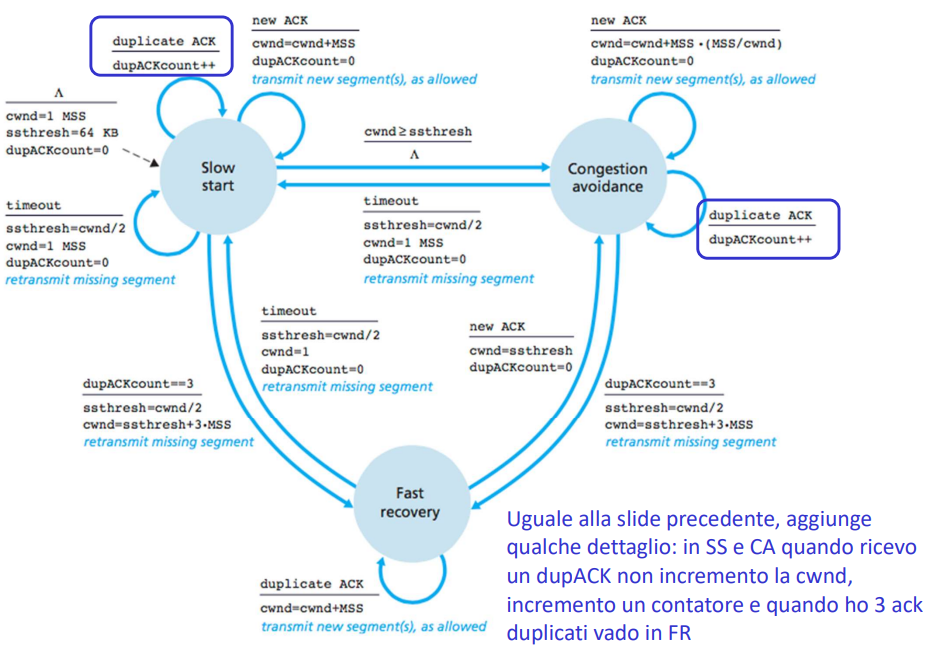 duplicate ACK
dupACKcount++
new ACK
cwnd=cwnd+MSS
dupACKcount=0
transmit new segment(s), as allowed
new ACK
cwnd=cwnd+MSS •(MSS/cwnd)
dupACKcount=0
transmit new segment(s), as allowed
Λ
cwnd=1 MSS
ssthresh=64 KB
dupACKcount=0
Slow
start
cwnd≥ssthresh
Λ
Congestion
avoidance
timeout
ssthresh=cwnd/2
cwnd=1 MSS
dupACKcount=0
retransmit missing segment
timeout
ssthresh=cwnd/2
cwnd=1 MSS
dupACKcount=0
retransmit missing segment
duplicate ACK
dupACKcount++
timeout
ssthresh=cwnd/2
cwnd=1
dupACKcount=0
retransmit missing segment
new ACK
cwnd=ssthresh
dupACKcount=0
dupACKcount==3
ssthresh=cwnd/2
cwnd=ssthresh+3•MSS
retransmit missing segment
dupACKcount==3
ssthresh=cwnd/2
cwnd=ssthresh+3•MSS
retransmit missing segment
Fast
recovery
duplicate ACK
cwnd=cwnd+MSS
transmit new segment(s), as allowed
Uguale alla slide precedente, aggiunge
qualche dettaglio: in SS e CA quando ricevo
un dupACK non incremento la cwnd,
incremento un contatore e quando ho 3 ack
duplicati vado in FR